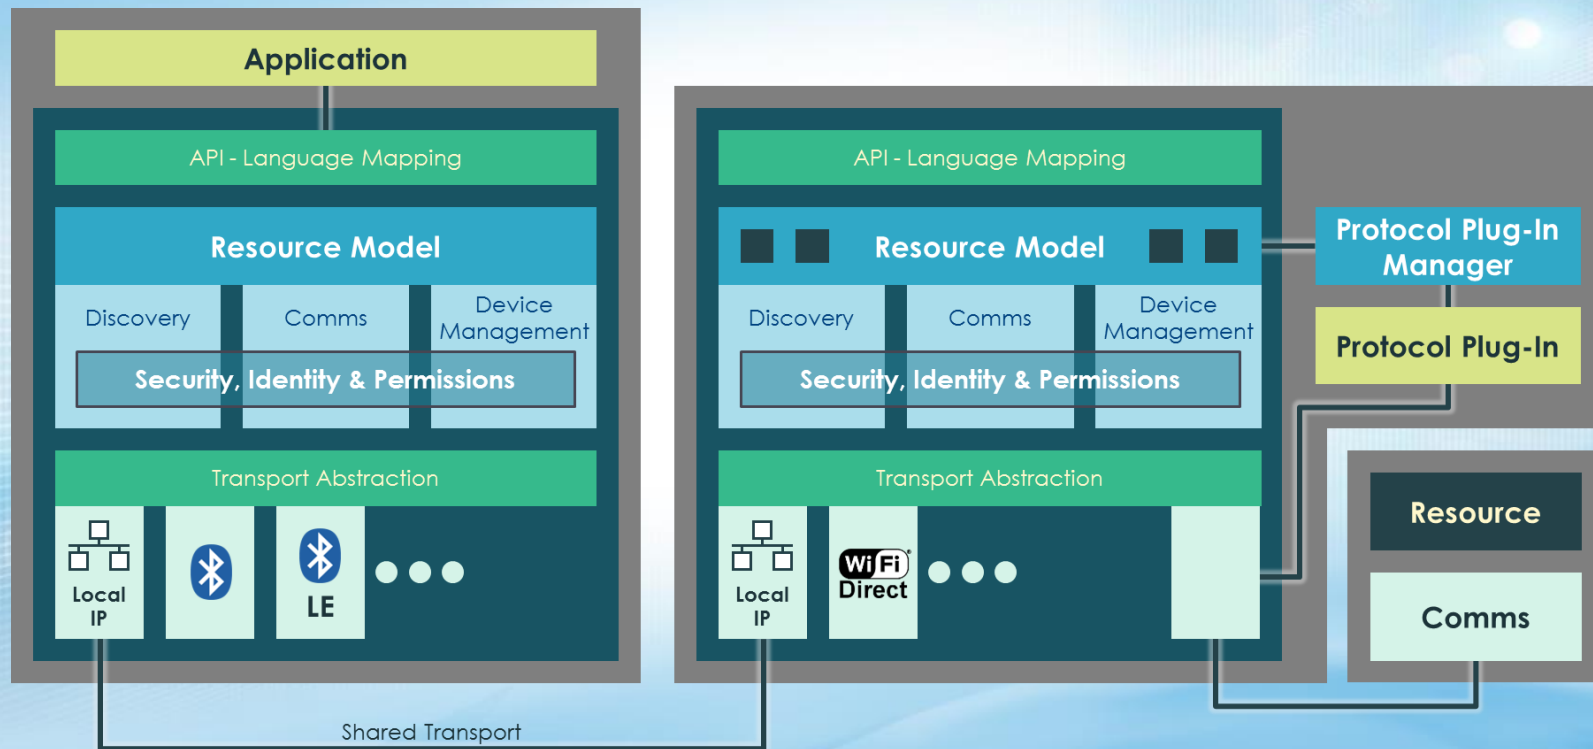 Application
API - Language Mapping
Resource Model
Discovery
Comms
Device
Management
Security, Identity & Permissions
Transport Abstraction
Local
IP
LE
API - Language Mapping
Resource Model
Discovery
Comms
Device
Management
Security, Identity & Permissions
Transport Abstraction
Local
IP
Wi Fi
Direct
Protocol Plug-In
Manager
Protocol Plug-In
Resource
Comms
Shared Transport